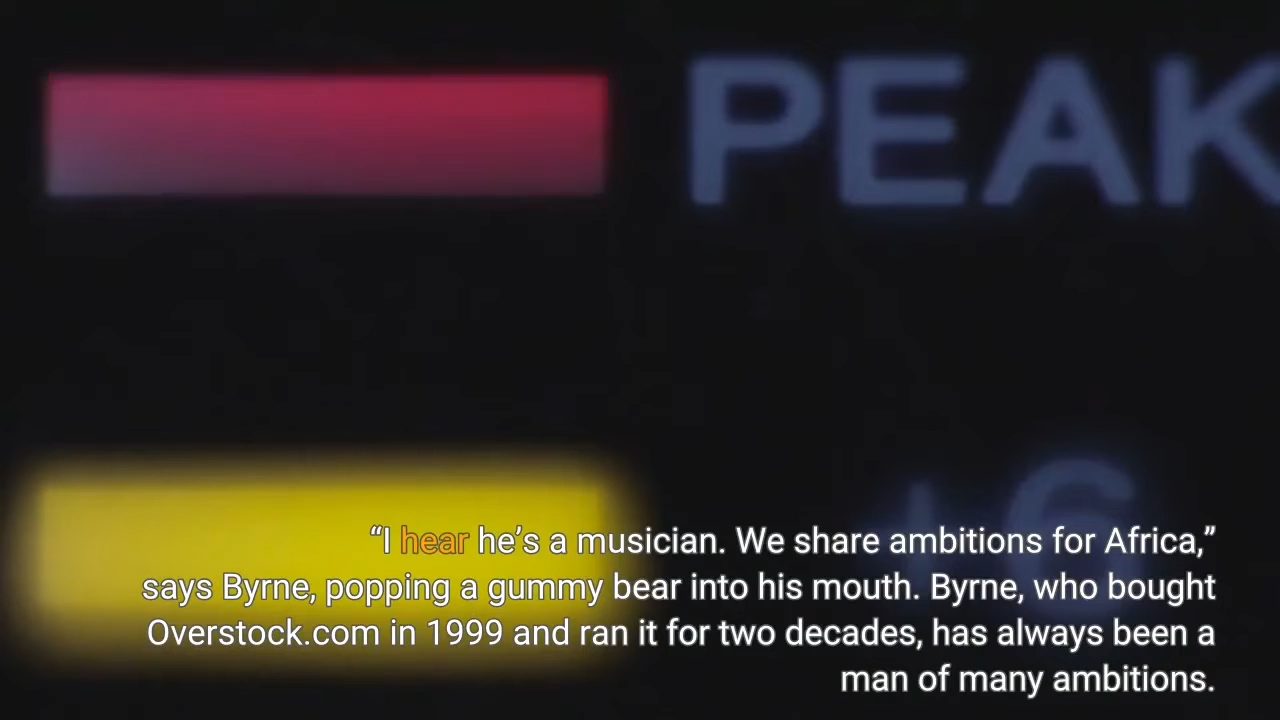 PEAK
+6
“I hear he’s a musician. We share ambitions for Africa,”
says Byrne, popping a gummy bear into his mouth. Byrne, who bought
Overstock.com in 1999 and ran it for two decades, has always been a
man of many ambitions.